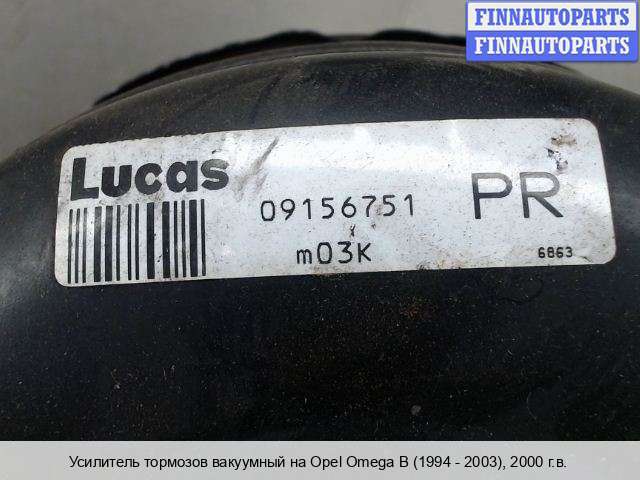 FINNAUTOPARTS
FINNAUTOPARTS
Lucas
09156751
PR
m03K
6863
Усилитель тормозов вакуумный на Opel Omega B (1994 - 2003), 2000 г.в.